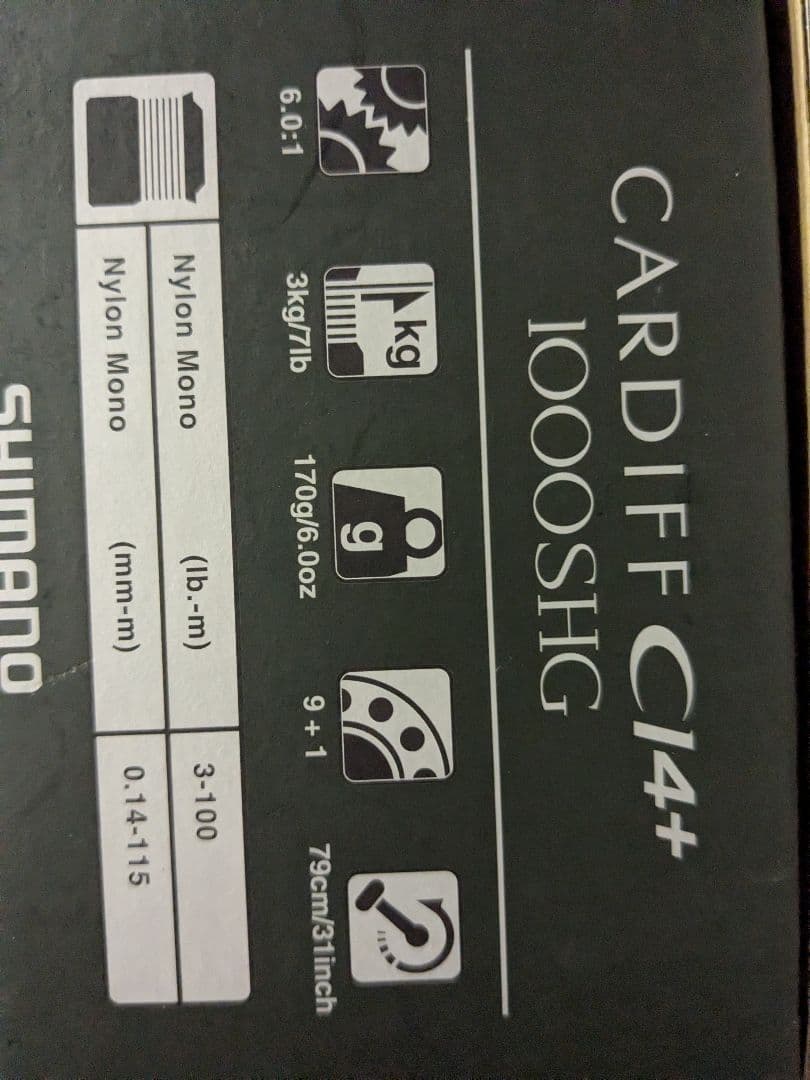 CARDIFF CI4+
1000SHG
kg
g
6.0:1 3kg/7lb 170g/6.0oz 9+1 79cm/31inch
Nylon Mono (lb.-m) 3-100
Nylon Mono (mm-m) 0.14-115
SHIMANO